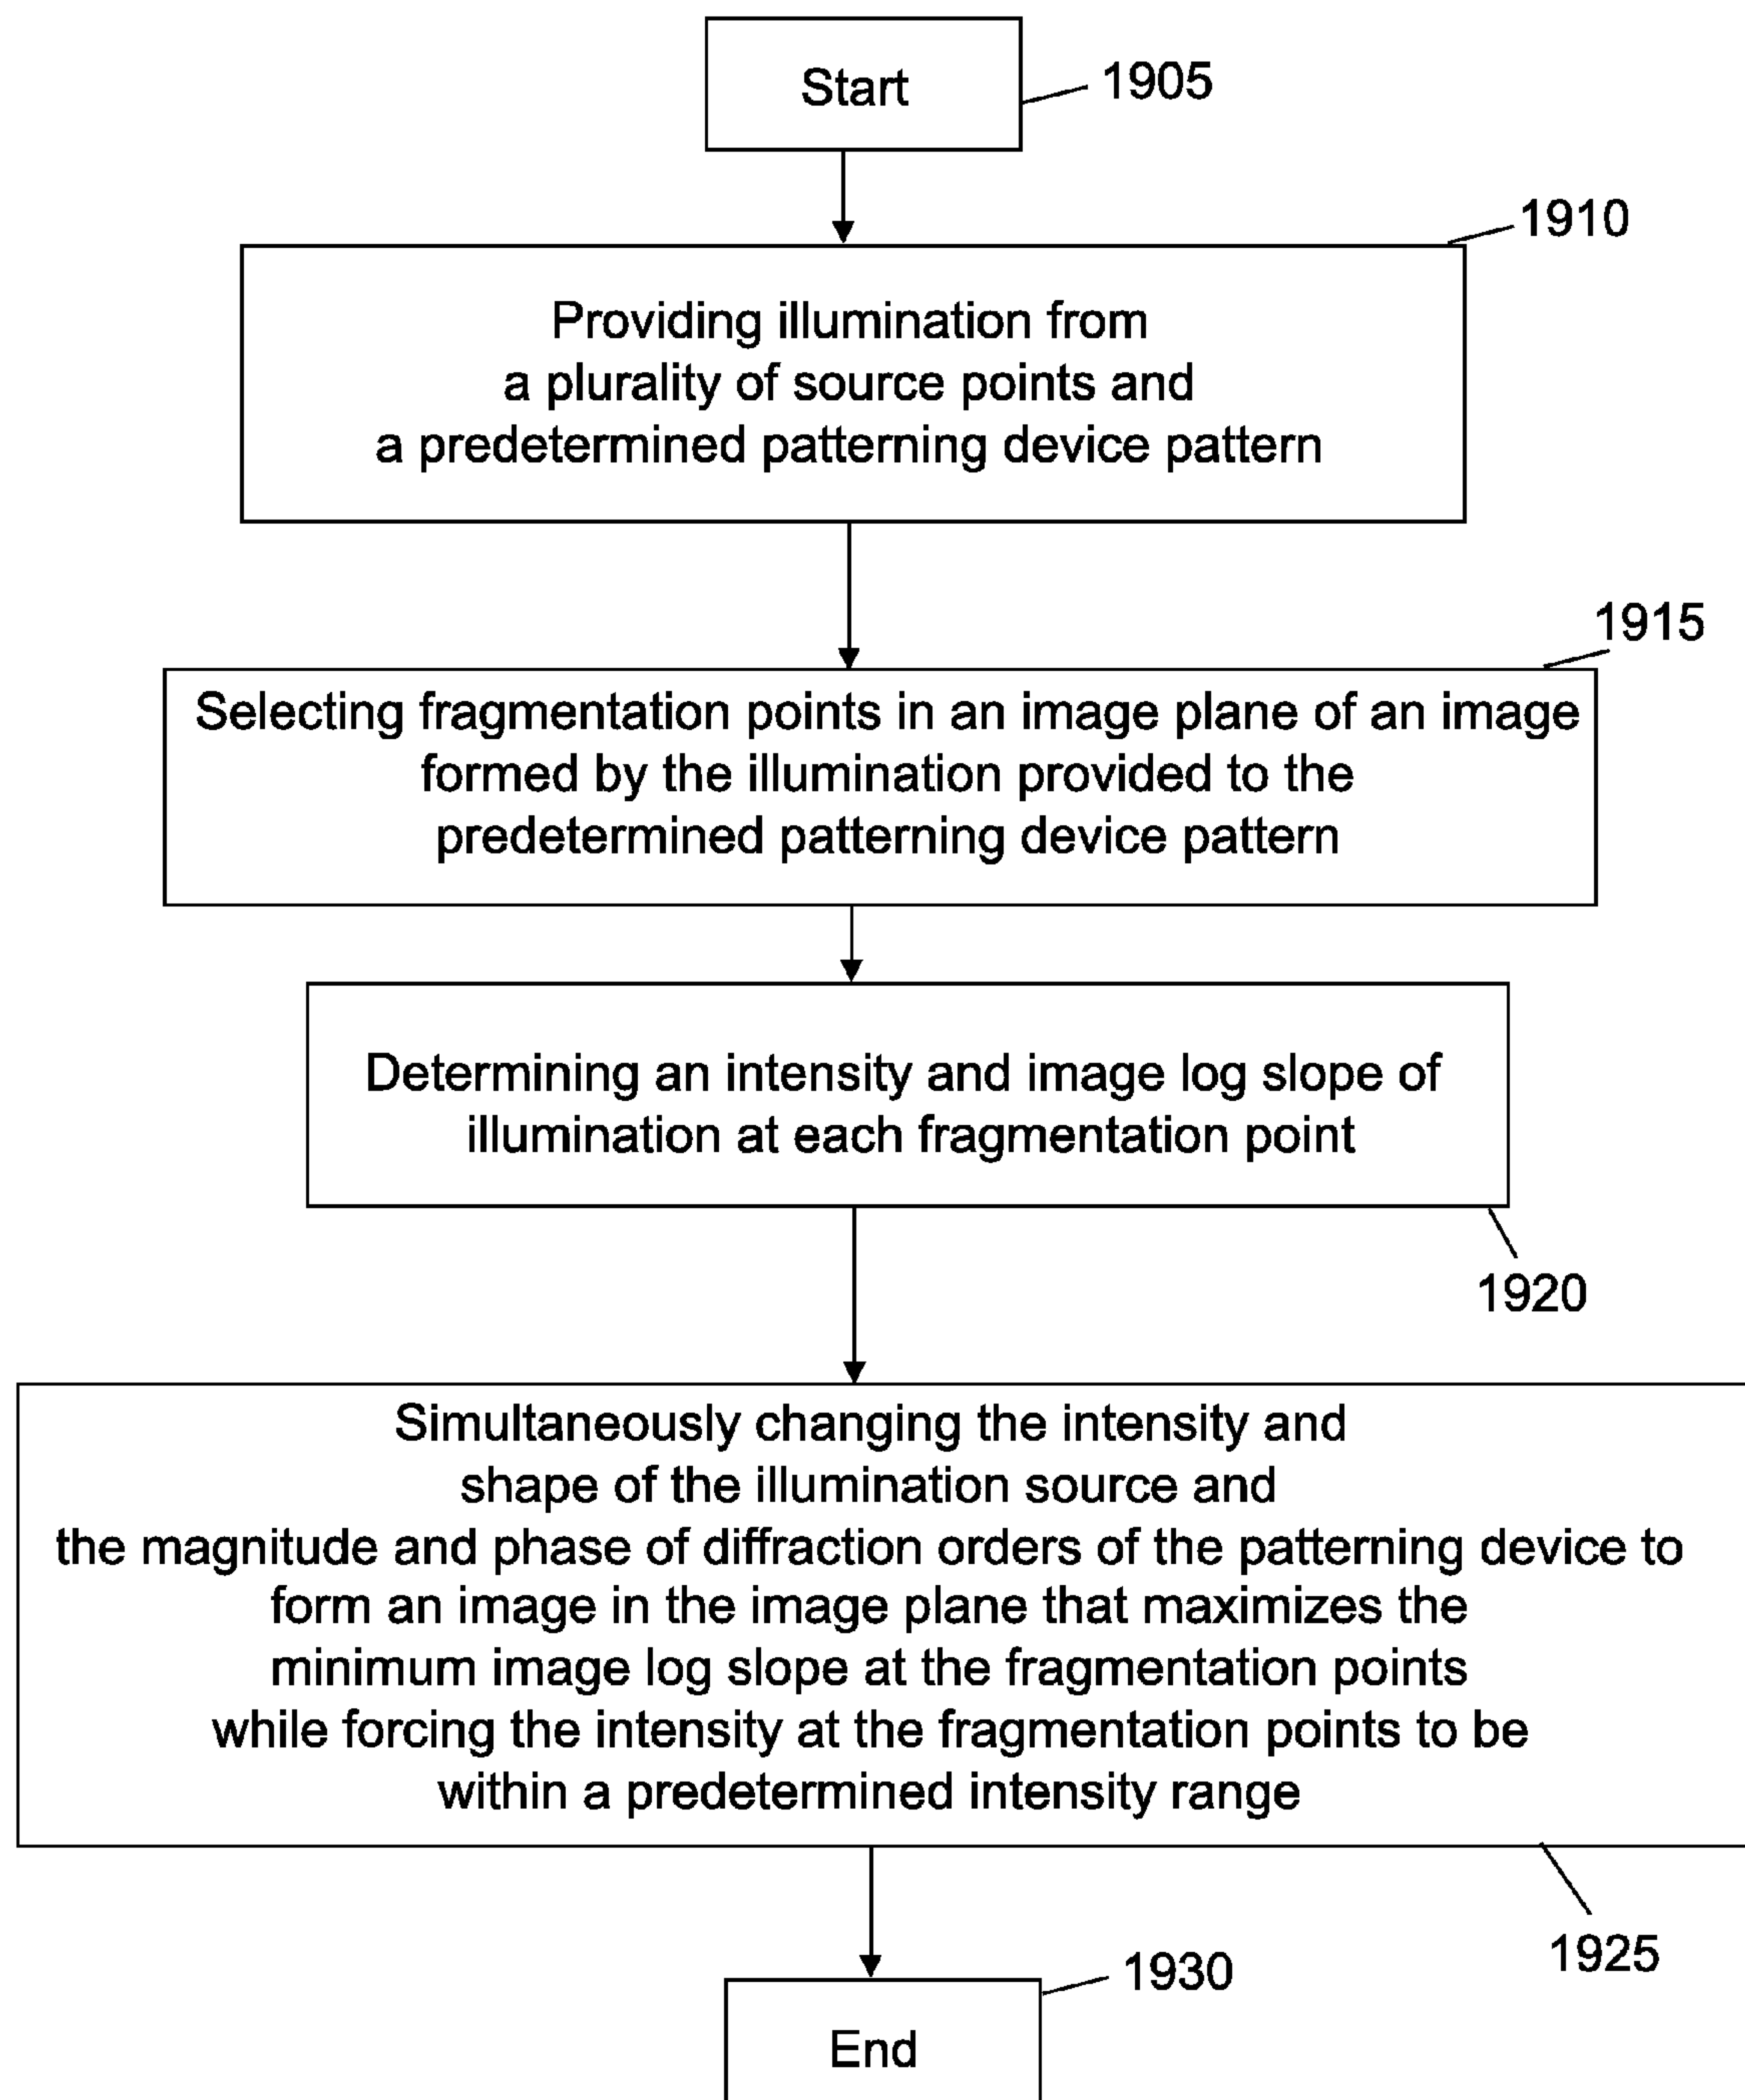 Start
1905
1910
Providing illumination from
a plurality of source points and
a predetermined patterning device pattern
1915
Selecting fragmentation points in an image plane of an image
formed by the illumination provided to the
predetermined patterning device pattern
Determining an intensity and image log slope of
illumination at each fragmentation point
1920
Simultaneously changing the intensity and
shape of the illumination source and
the magnitude and phase of diffraction orders of the patterning device to
form an image in the image plane that maximizes the
minimum image log slope at the fragmentation points
while forcing the intensity at the fragmentation points to be
within a predetermined intensity range
1925
1930
End